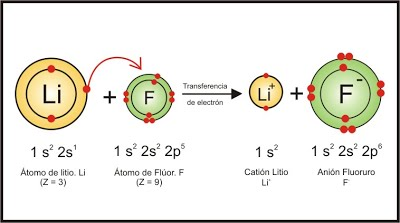 Li + F Transferencia de electrón Li⁺ + F⁻
1 s² 2s¹ 1 s² 2s² 2p⁵ 1 s² 1 s² 2s² 2p⁶
Átomo de litio. Li Átomo de Flúor. F Catión Litio Anión Fluoruro
(Z = 3) (Z = 9) Li⁺ F